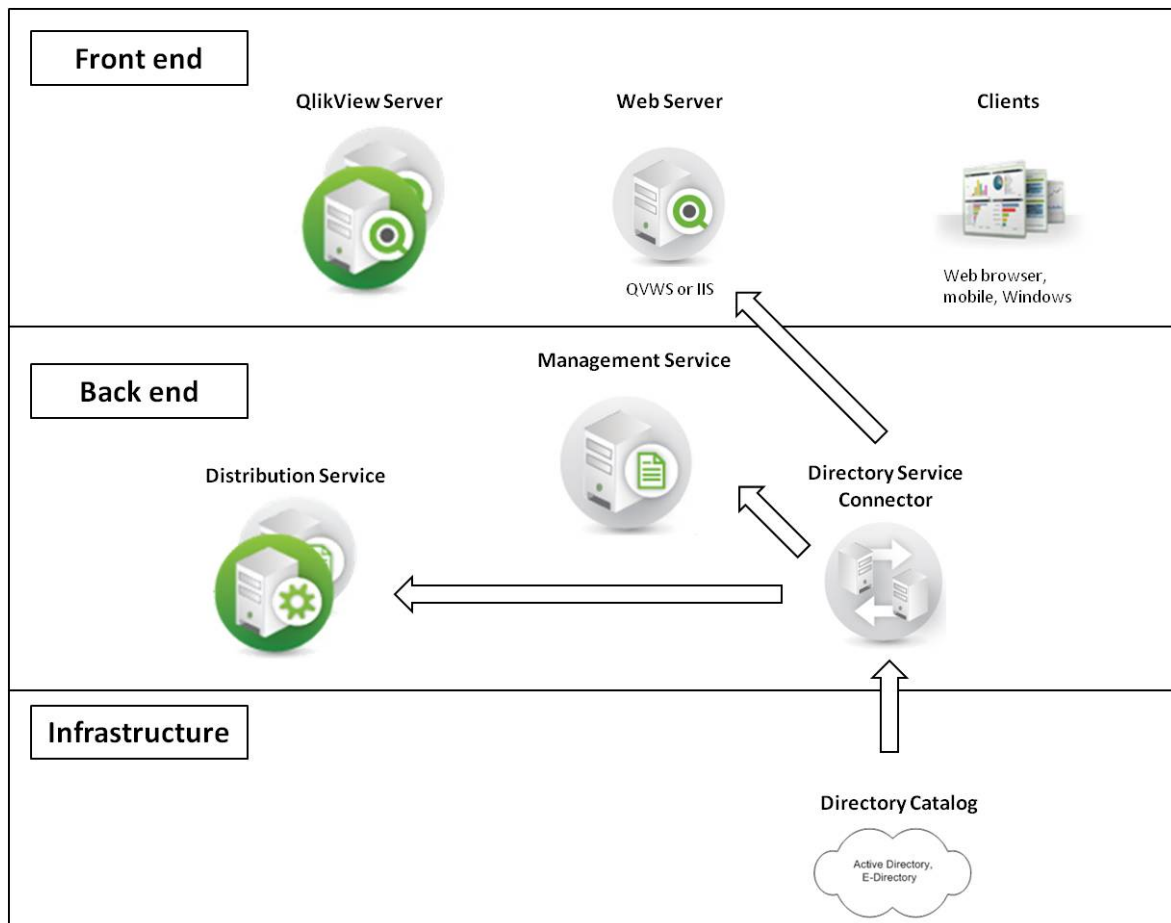 Front end
QlikView Server
Web Server
Clients
QVWS or IIS
Web browser,
mobile, Windows
Back end
Management Service
Distribution Service
Directory Service
Connector
Infrastructure
Directory Catalog
Active Directory,
E-Directory